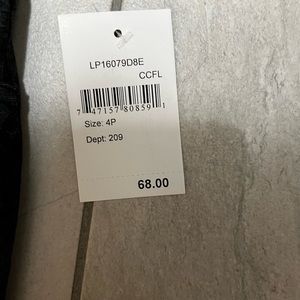 LP16079D8E
CCFL
7 47157 80859 1
Size: 4P
Dept: 209
68.00